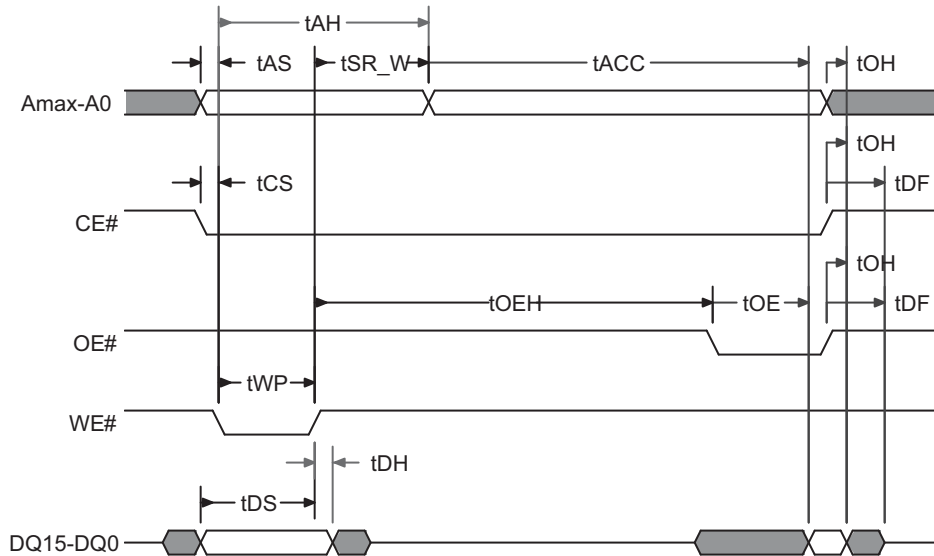 tAH
tAS tSR_W tACC tOH
Amax-A0
tOH
tCS tDF
CE#
tOH
tOEH tOE tDF
OE#
tWP
WE#
tDH
tDS
DQ15-DQ0